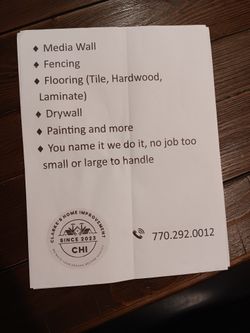 ♦ Media Wall
♦ Fencing
♦ Flooring (Tile, Hardwood,
Laminate)
♦ Drywall
♦ Painting and more
♦ You name it we do it, no job too
small or large to handle
CLARKE'S HOME IMPROVEMENT
SINCE 2023
CHI
770.292.0012